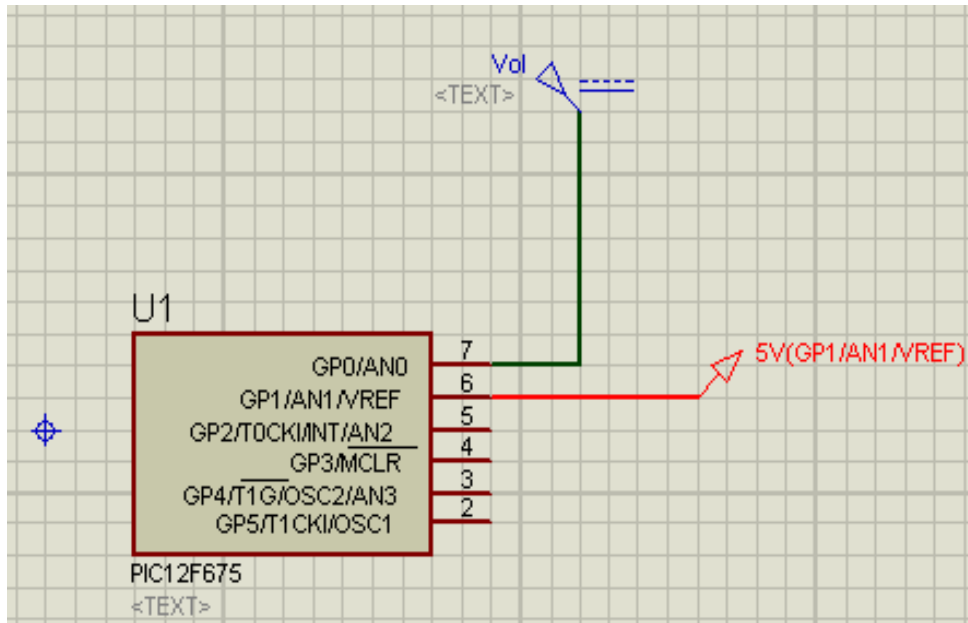 Vol
<TEXT>
U1
GP0/AN0
7
GP1/AN1/VREF
6
5V(GP1/AN1/VREF)
GP2/T0CKI/INT/AN2
5
GP3/MCLR
4
GP4/T1G/OSC2/AN3
3
GP5/T1CKI/OSC1
2
PIC12F675
<TEXT>